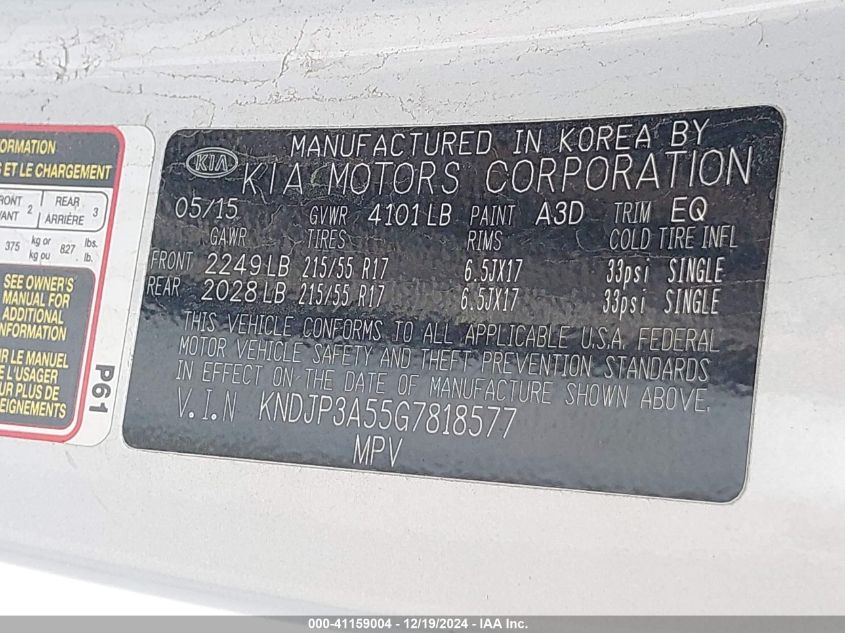 MANUFACTURED IN KOREA BY
KIA KIA MOTORS CORPORATION
05/15 GVWR 4101 LB PAINT A3D TRIM EQ
GAWR TIRES RIMS COLD TIRE INFL
FRONT 2249 LB 215/55 R17 6.5JX17 33psi SINGLE
REAR 2028 LB 215/55 R17 6.5JX17 33psi SINGLE
THIS VEHICLE CONFORMS TO ALL APPLICABLE U.S.A. FEDERAL
MOTOR VEHICLE SAFETY AND THEFT PREVENTION STANDARDS
IN EFFECT ON THE DATE OF MANUFACTURE SHOWN ABOVE.
V.I.N KNDJP3A55G7818577
MPV
ET LE CHARGEMENT
2 REAR 3
ARRIÈRE
375 kg or 827 lbs.
kg ou lb.
SEE OWNER'S
MANUAL FOR
ADDITIONAL
INFORMATION
LE MANUEL
DE
P61
000-41159004 - 12/19/2024 - IAA Inc.